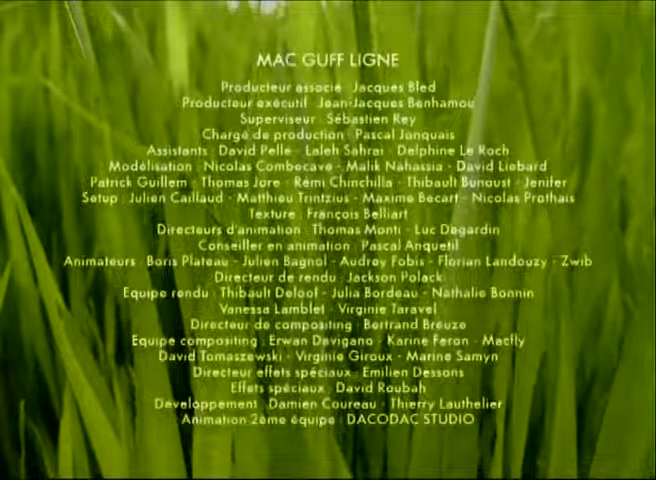 MAC GUFF LIGNE
Producteur associé : Jacques Bled
Producteur exécutif : Jean-Jacques Benhamou
Superviseur : Sébastien Rey
Chargé de production : Pascal Janquais
Assistants : David Pelle - Laleh Sahrai - Delphine Le Roch
Modélisation : Nicolas Combecave - Malik Nahassia - David Liebard
Patrick Guillem - Thomas Jore - Rémi Chinchilla - Thibault Bunoust - Jenifer
Setup : Julien Caillaud - Matthieu Trintzius - Maxime Becart - Nicolas Prothais
Texture : François Belliart
Directeurs d'animation : Thomas Monti - Luc Degardin
Conseiller en animation : Pascal Anquetil
Animateurs : Boris Plateau - Julien Bagnol - Audrey Fobis - Florian Landouzy - Zwib
Directeur de rendu : Jackson Polack
Equipe rendu : Thibault Deloof - Julia Bordeau - Nathalie Bonnin
Vanessa Lamblet - Virginie Taravel
Directeur de compositing : Bertrand Breuze
Equipe compositing : Erwan Davigano - Karine Feron - Macfly
David Tomaszewski - Virginie Giroux - Marine Samyn
Directeur effets spéciaux : Emilien Dessons
Effets spéciaux : David Roubah
Développement : Damien Coureau - Thierry Lauthelier
Animation 2ème équipe : DACODAC STUDIO